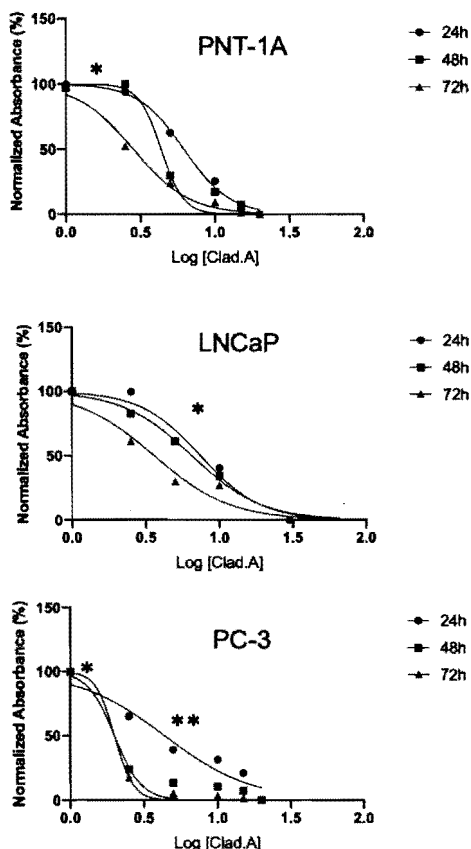 PNT-1A
Normalized Absorbance (%)
150
100
50
0
*
0.0 0.5 1.0 1.5 2.0
Log [Clad.A]
24h
48h
72h
LNCaP
Normalized Absorbance (%)
150
100
50
0
*
0.0 0.5 1.0 1.5 2.0
Log [Clad.A]
24h
48h
72h
PC-3
Normalized Absorbance (%)
150
100
50
0
*
**
0.0 0.5 1.0 1.5 2.0
Log [Clad.A]
24h
48h
72h